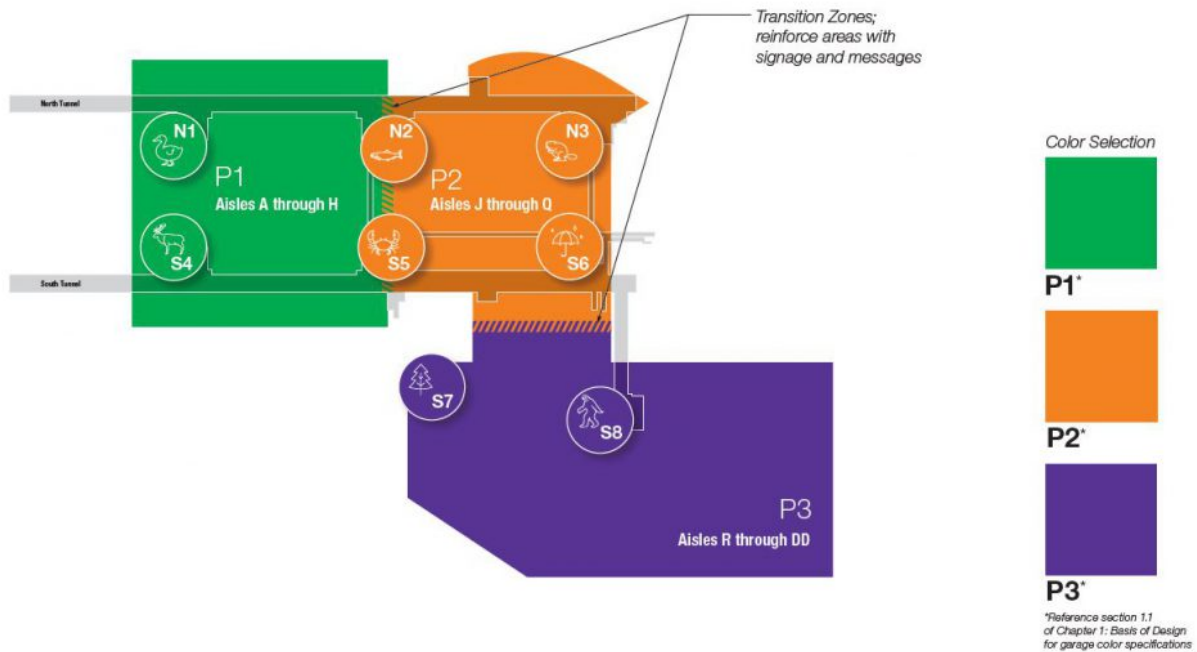 Transition Zones;
reinforce areas with
signage and messages
North Tunnel
N1
N2
N3
P1
Aisles A through H
P2
Aisles J through Q
S4
S5
S6
South Tunnel
S7
S8
P3
Aisles R through DD
Color Selection
P1*
P2*
P3*
*Reference section 1.1
of Chapter 1: Basis of Design
for garage color specifications